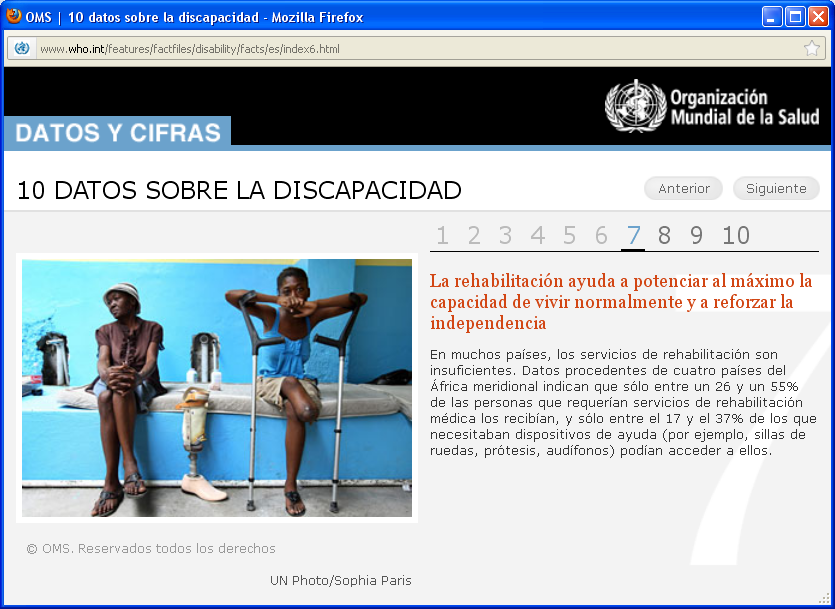 OMS | 10 datos sobre la discapacidad - Mozilla Firefox
www.who.int/features/factfiles/disability/facts/es/index6.html
Organización
Mundial de la Salud
DATOS Y CIFRAS
10 DATOS SOBRE LA DISCAPACIDAD
Anterior
Siguiente
1 2 3 4 5 6 7 8 9 10
La rehabilitación ayuda a potenciar al máximo la
capacidad de vivir normalmente y a reforzar la
independencia
En muchos países, los servicios de rehabilitación son
insuficientes. Datos procedentes de cuatro países del
África meridional indican que sólo entre un 26 y un 55%
de las personas que requerían servicios de rehabilitación
médica los recibían, y sólo entre el 17 y el 37% de los que
necesitaban dispositivos de ayuda (por ejemplo, sillas de
ruedas, prótesis, audífonos) podían acceder a ellos.
7
© OMS. Reservados todos los derechos
UN Photo/Sophia Paris